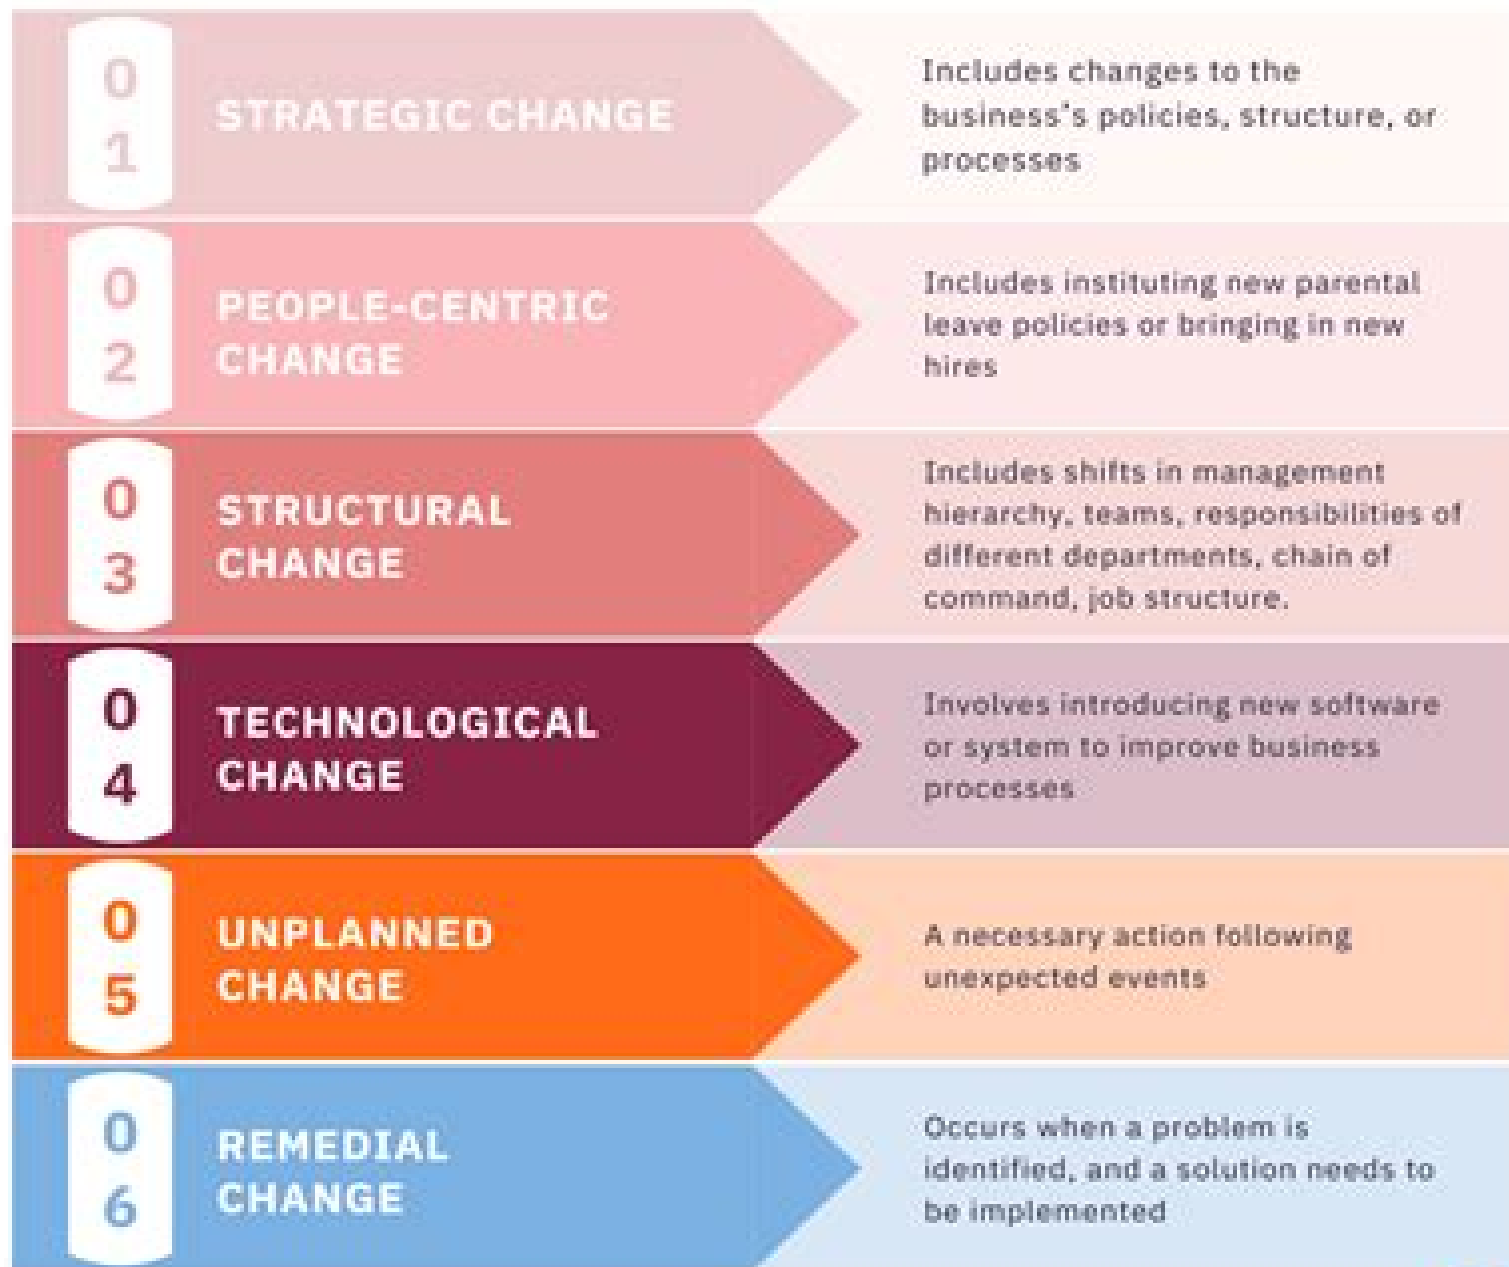 0
1
STRATEGIC CHANGE
Includes changes to the
business's policies, structure, or
processes
0
2
PEOPLE-CENTRIC
CHANGE
Includes instituting new parental
leave policies or bringing in new
hires
0
3
STRUCTURAL
CHANGE
Includes shifts in management
hierarchy, teams, responsibilities of
different departments, chain of
command, job structure.
0
4
TECHNOLOGICAL
CHANGE
Involves introducing new software
or system to improve business
processes
0
5
UNPLANNED
CHANGE
A necessary action following
unexpected events
0
6
REMEDIAL
CHANGE
Occurs when a problem is
identified, and a solution needs to
be implemented